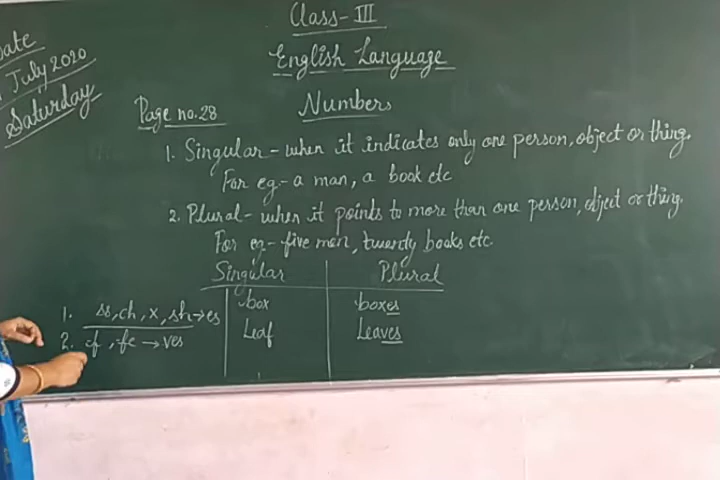 Class-III
English Language
Date
July 2020
Saturday
Page no.28
Numbers
1. Singular - when it indicates only one person, object or thing.
For eg- a man, a book etc
2. Plural - when it points to more than one person, object or thing.
For eg- five men, twenty books etc.
Singular Plural
1. ss, ch, x, sh→es box boxes
2. f, fe →ves Leaf Leaves